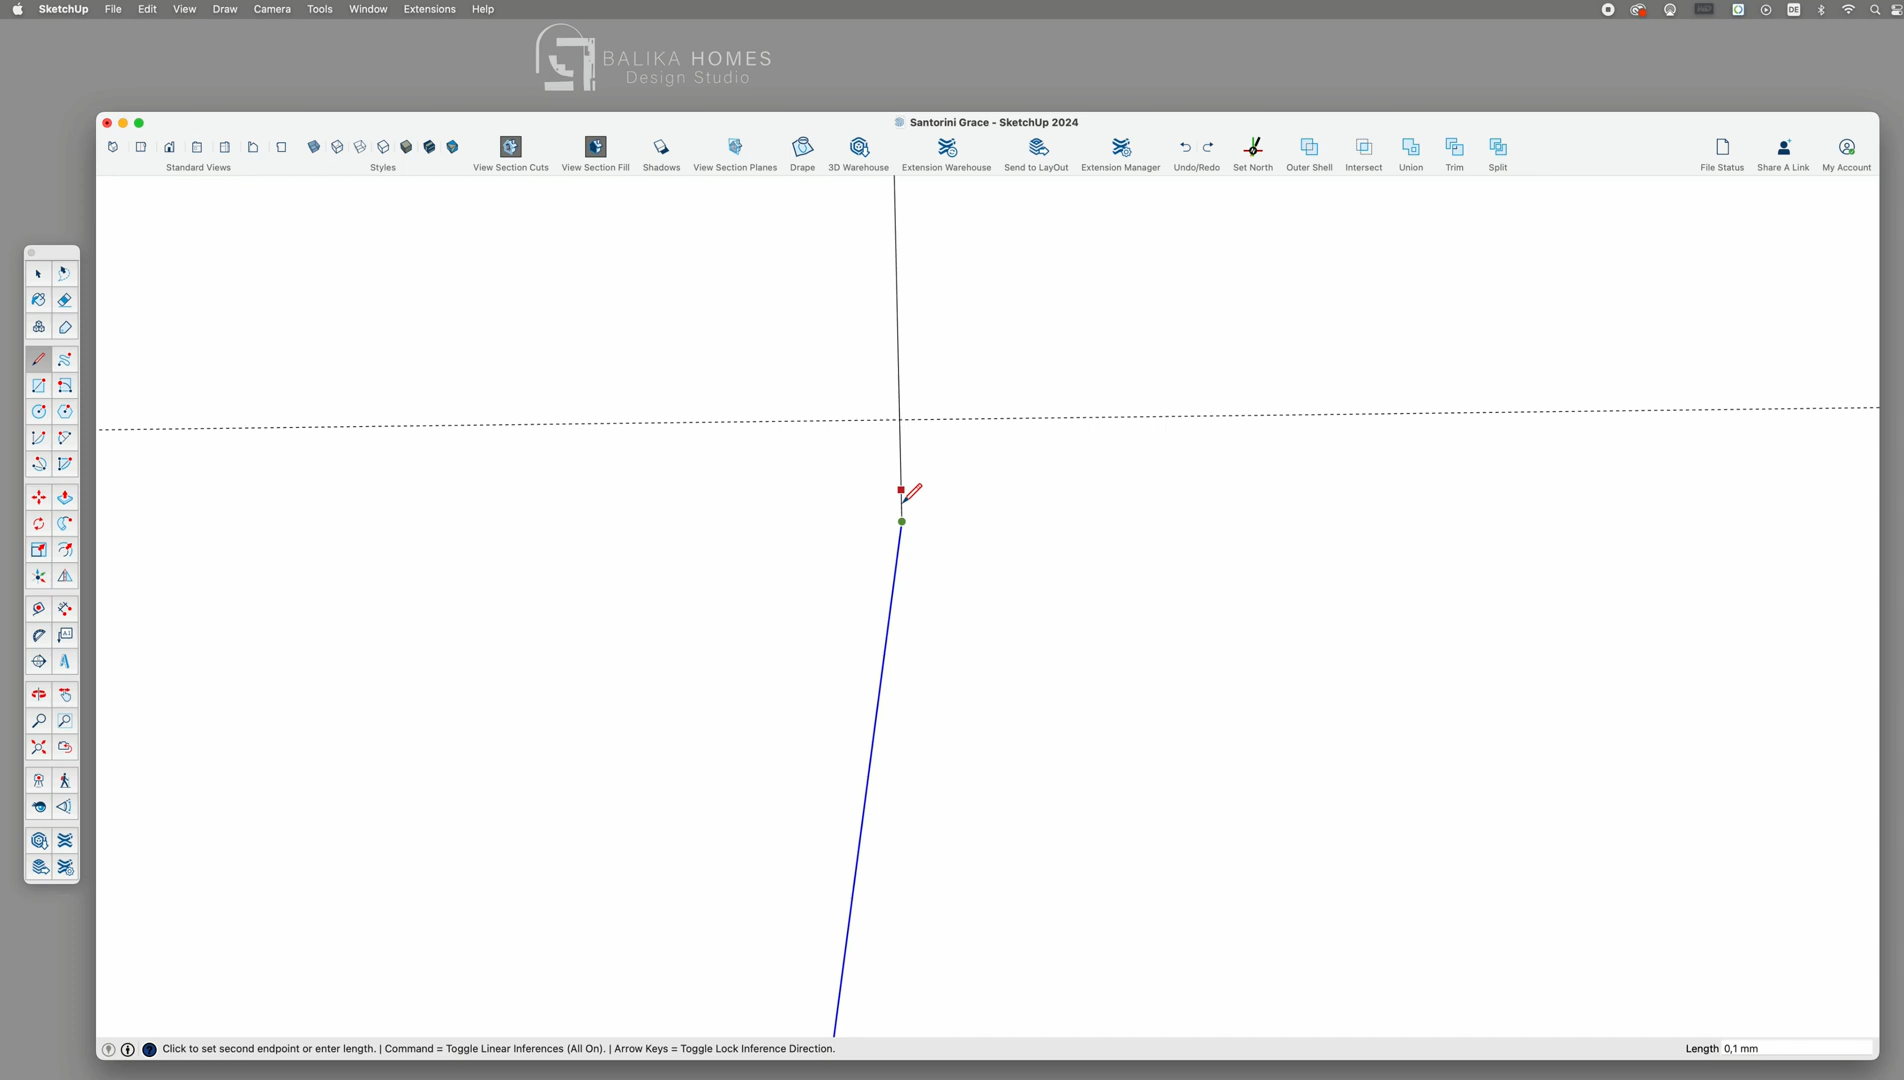 SketchUp File Edit View Draw Camera Tools Window Extensions Help
DE
BALIKA HOMES
Design Studio
Santorini Grace - SketchUp 2024
Standard Views Styles View Section Cuts View Section Fill Shadows View Section Planes Drape 3D Warehouse Extension Warehouse Send to LayOut Extension Manager Undo/Redo Set North Outer Shell Intersect Union Trim Split File Status Share A Link My Account
Click to set second endpoint or enter length. | Command = Toggle Linear Inferences (All On). | Arrow Keys = Toggle Lock Inference Direction.
Length 0,1 mm